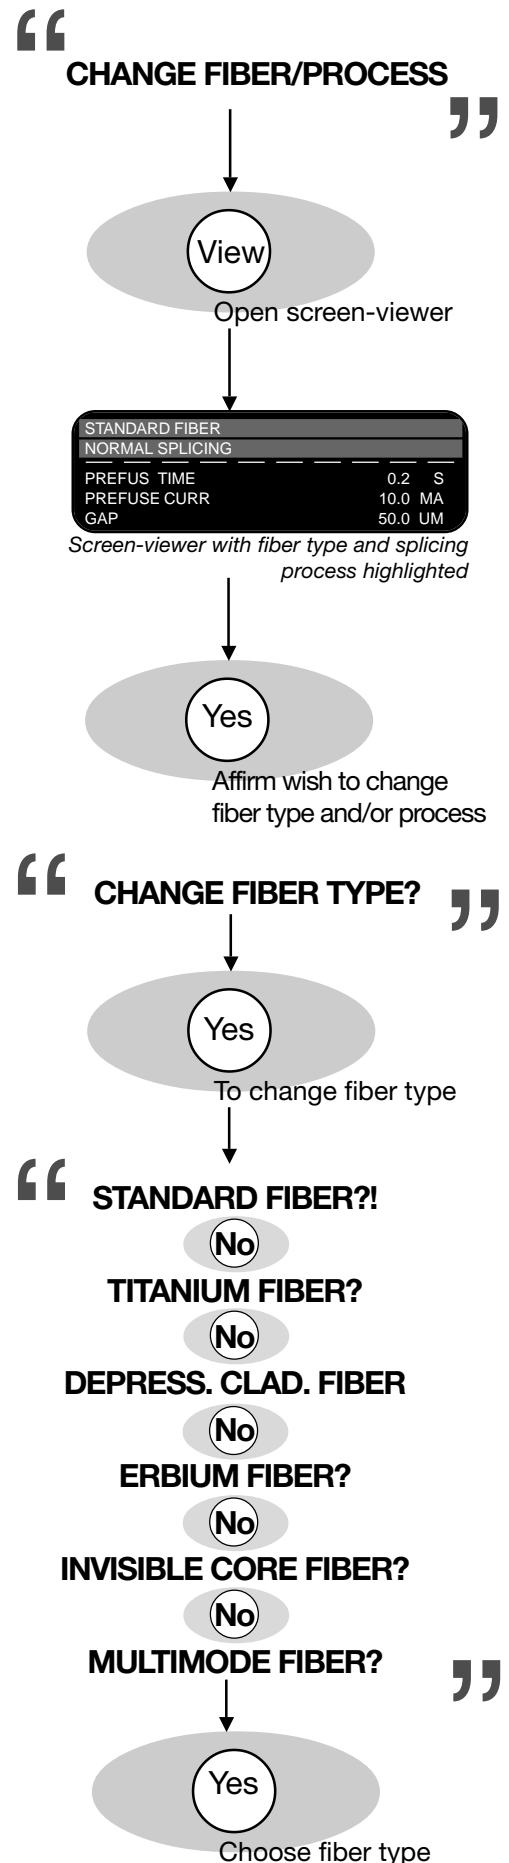 “
CHANGE FIBER/PROCESS
”
View
Open screen-viewer
STANDARD FIBER
NORMAL SPLICING
PREFUS TIME 0.2 S
PREFUSE CURR 10.0 MA
GAP 50.0 UM
Screen-viewer with fiber type and splicing
process highlighted
Yes
Affirm wish to change
fiber type and/or process
“ CHANGE FIBER TYPE? ”
Yes
To change fiber type
“ STANDARD FIBER?!
No
TITANIUM FIBER?
No
DEPRESS. CLAD. FIBER
No
ERBIUM FIBER?
No
INVISIBLE CORE FIBER?
No
MULTIMODE FIBER? ”
Yes
Choose fiber type